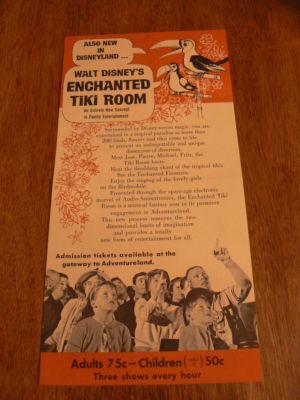 ALSO NEW
IN
DISNEYLAND ...
WALT DISNEY'S
ENCHANTED
TIKI ROOM
An Entirely New Concept
in Family Entertainment
Surrounded by Disney-woven magic, you are
entertained in a tropical paradise as more than
200 birds, flowers and tikis come to life
to present an unforgettable and unique
dimension of diversion.
Meet José, Pierre, Michael, Fritz, the
Tiki Room hosts.
Hear the throbbing chant of the tropical tikis.
See the Enchanted Fountain.
Enjoy the singing of the lovely girls
on the Birdmobile.
Presented through the space-age electronic
marvel of Audio-Animatronics, the Enchanted Tiki
Room is a musical fantasy now in its premiere
engagement in Adventureland.
This new process removes the two-
dimensional limits of imagination
and provides a totally
new form of entertainment for all.
Admission tickets available at the
gateway to Adventureland.
Adults 75c – Children ( ) 50c
Three shows every hour